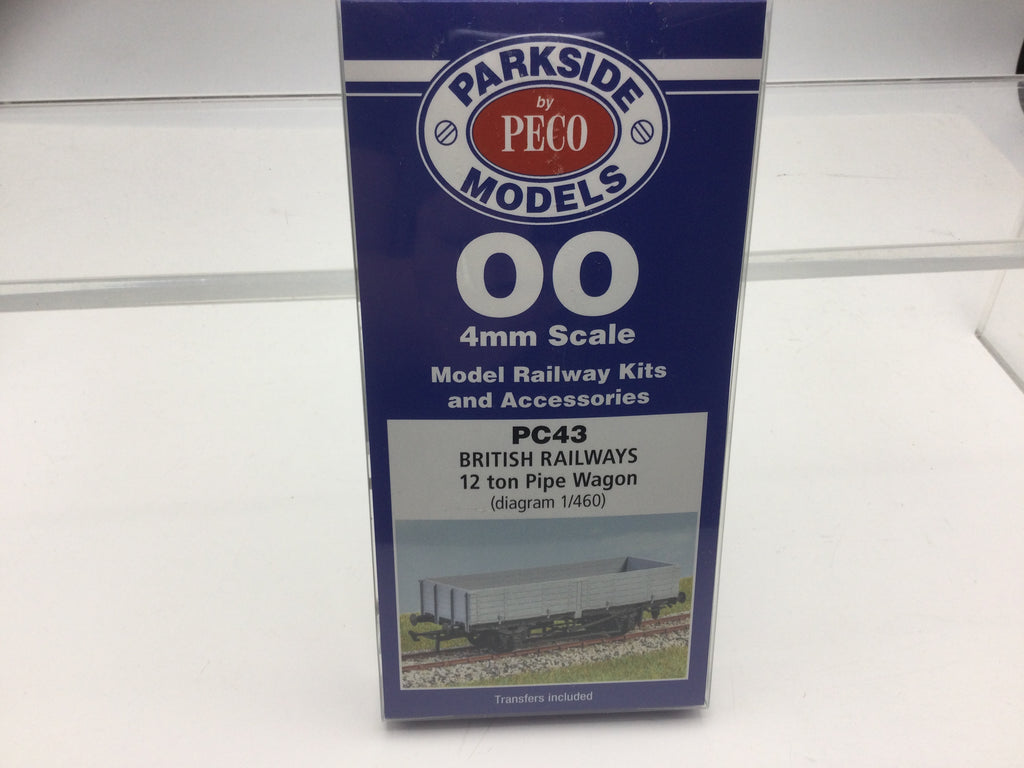 PARKSIDE
by
PECO
MODELS
OO
4mm Scale
Model Railway Kits
and Accessories
PC43
BRITISH RAILWAYS
12 ton Pipe Wagon
(diagram 1/460)
Transfers included